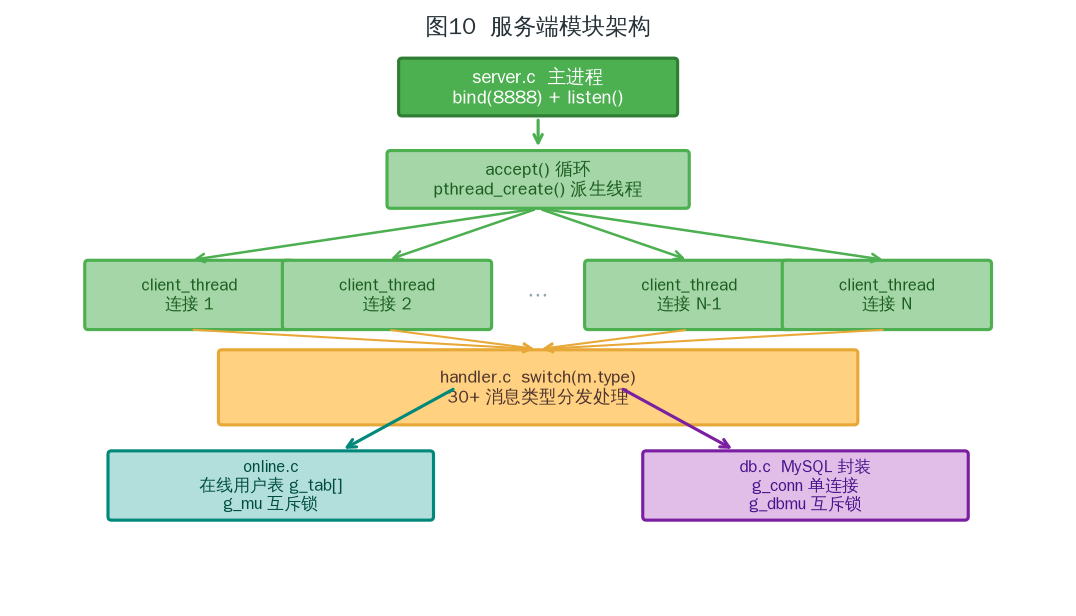 图10  服务端模块架构
server.c  主进程
bind(8888) + listen()
accept() 循环
pthread_create() 派生线程
client_thread
连接 1
client_thread
连接 2
...
client_thread
连接 N-1
client_thread
连接 N
handler.c  switch(m.type)
30+ 消息类型分发处理
online.c
在线用户表 g_tab[]
g_mu 互斥锁
db.c  MySQL 封装
g_conn 单连接
g_dbmu 互斥锁